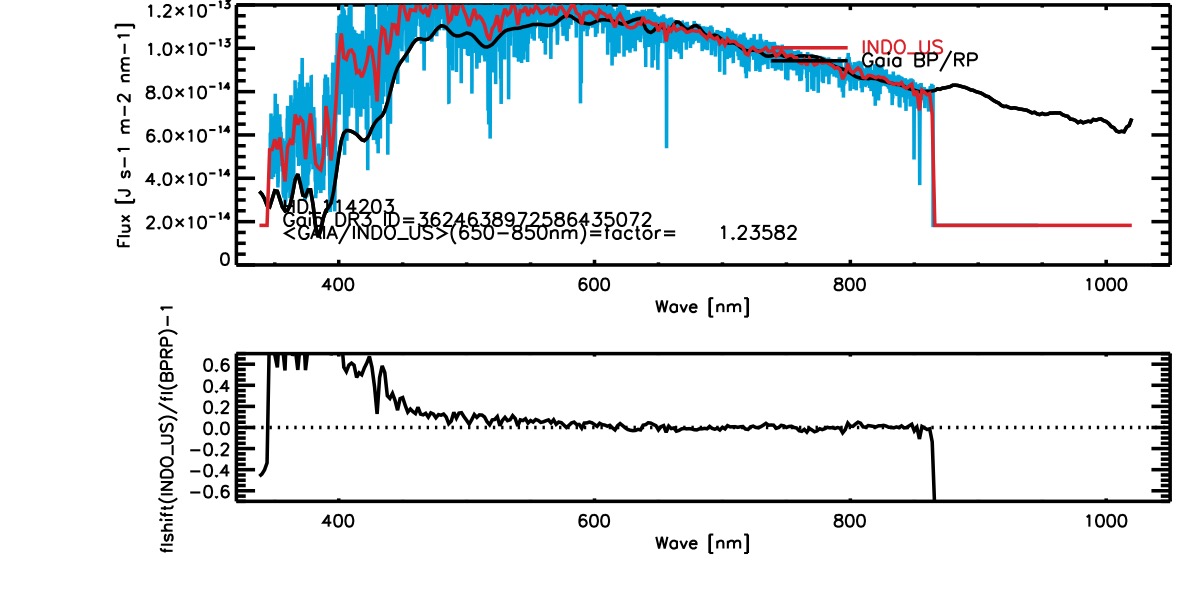 1.2×10⁻¹³
1.0×10⁻¹³
8.0×10⁻¹⁴
6.0×10⁻¹⁴
4.0×10⁻¹⁴
2.0×10⁻¹⁴
0
Flux [J s−1 m−2 nm−1]
INDO_US
Gaia BP/RP
HD 114203
Gaia DR3 ID=3624638972586435072
<GAIA/INDO_US>(650−850nm)=factor= 1.23582
400 600 800 1000
Wave [nm]
0.6
0.4
0.2
0.0
−0.2
−0.4
−0.6
flshift(INDO_US)/fl(BPRP)−1
400 600 800 1000
Wave [nm]